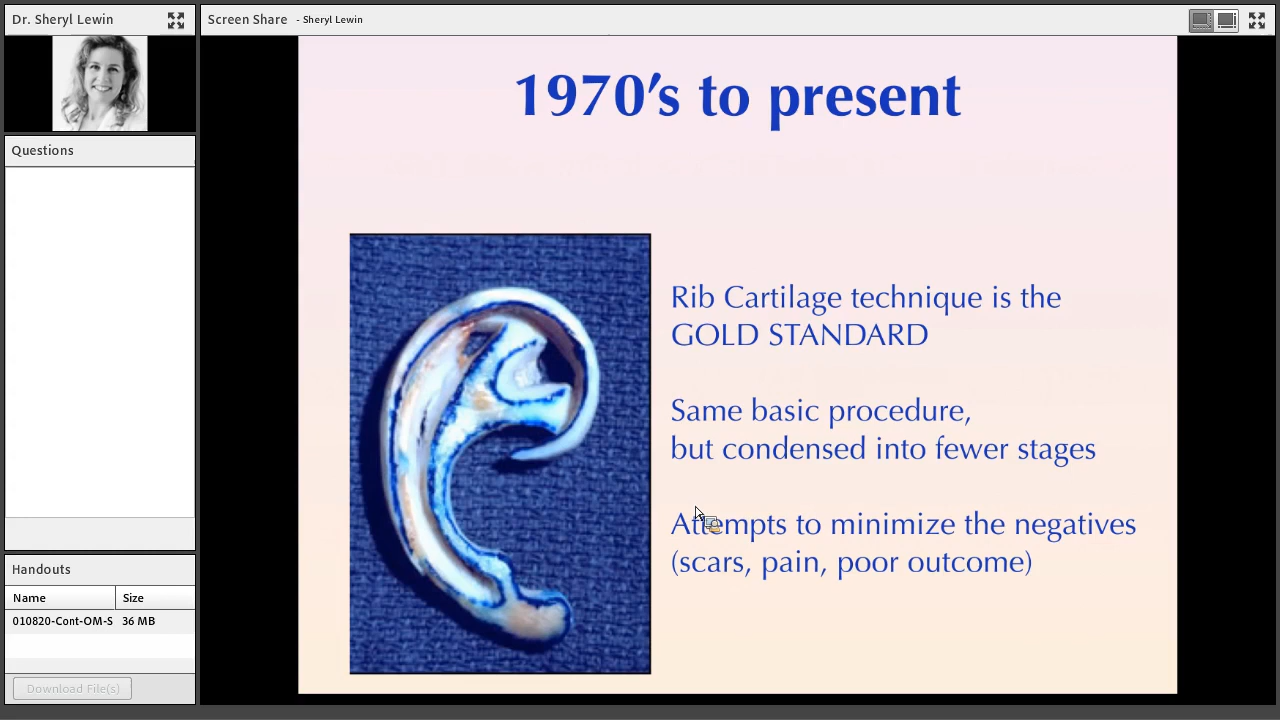 Dr. Sheryl Lewin
Screen Share - Sheryl Lewin
Questions
Handouts
Name Size
010820-Cont-OM-S 36 MB
Download File(s)
1970’s to present
Rib Cartilage technique is the
GOLD STANDARD
Same basic procedure,
but condensed into fewer stages
Attempts to minimize the negatives
(scars, pain, poor outcome)